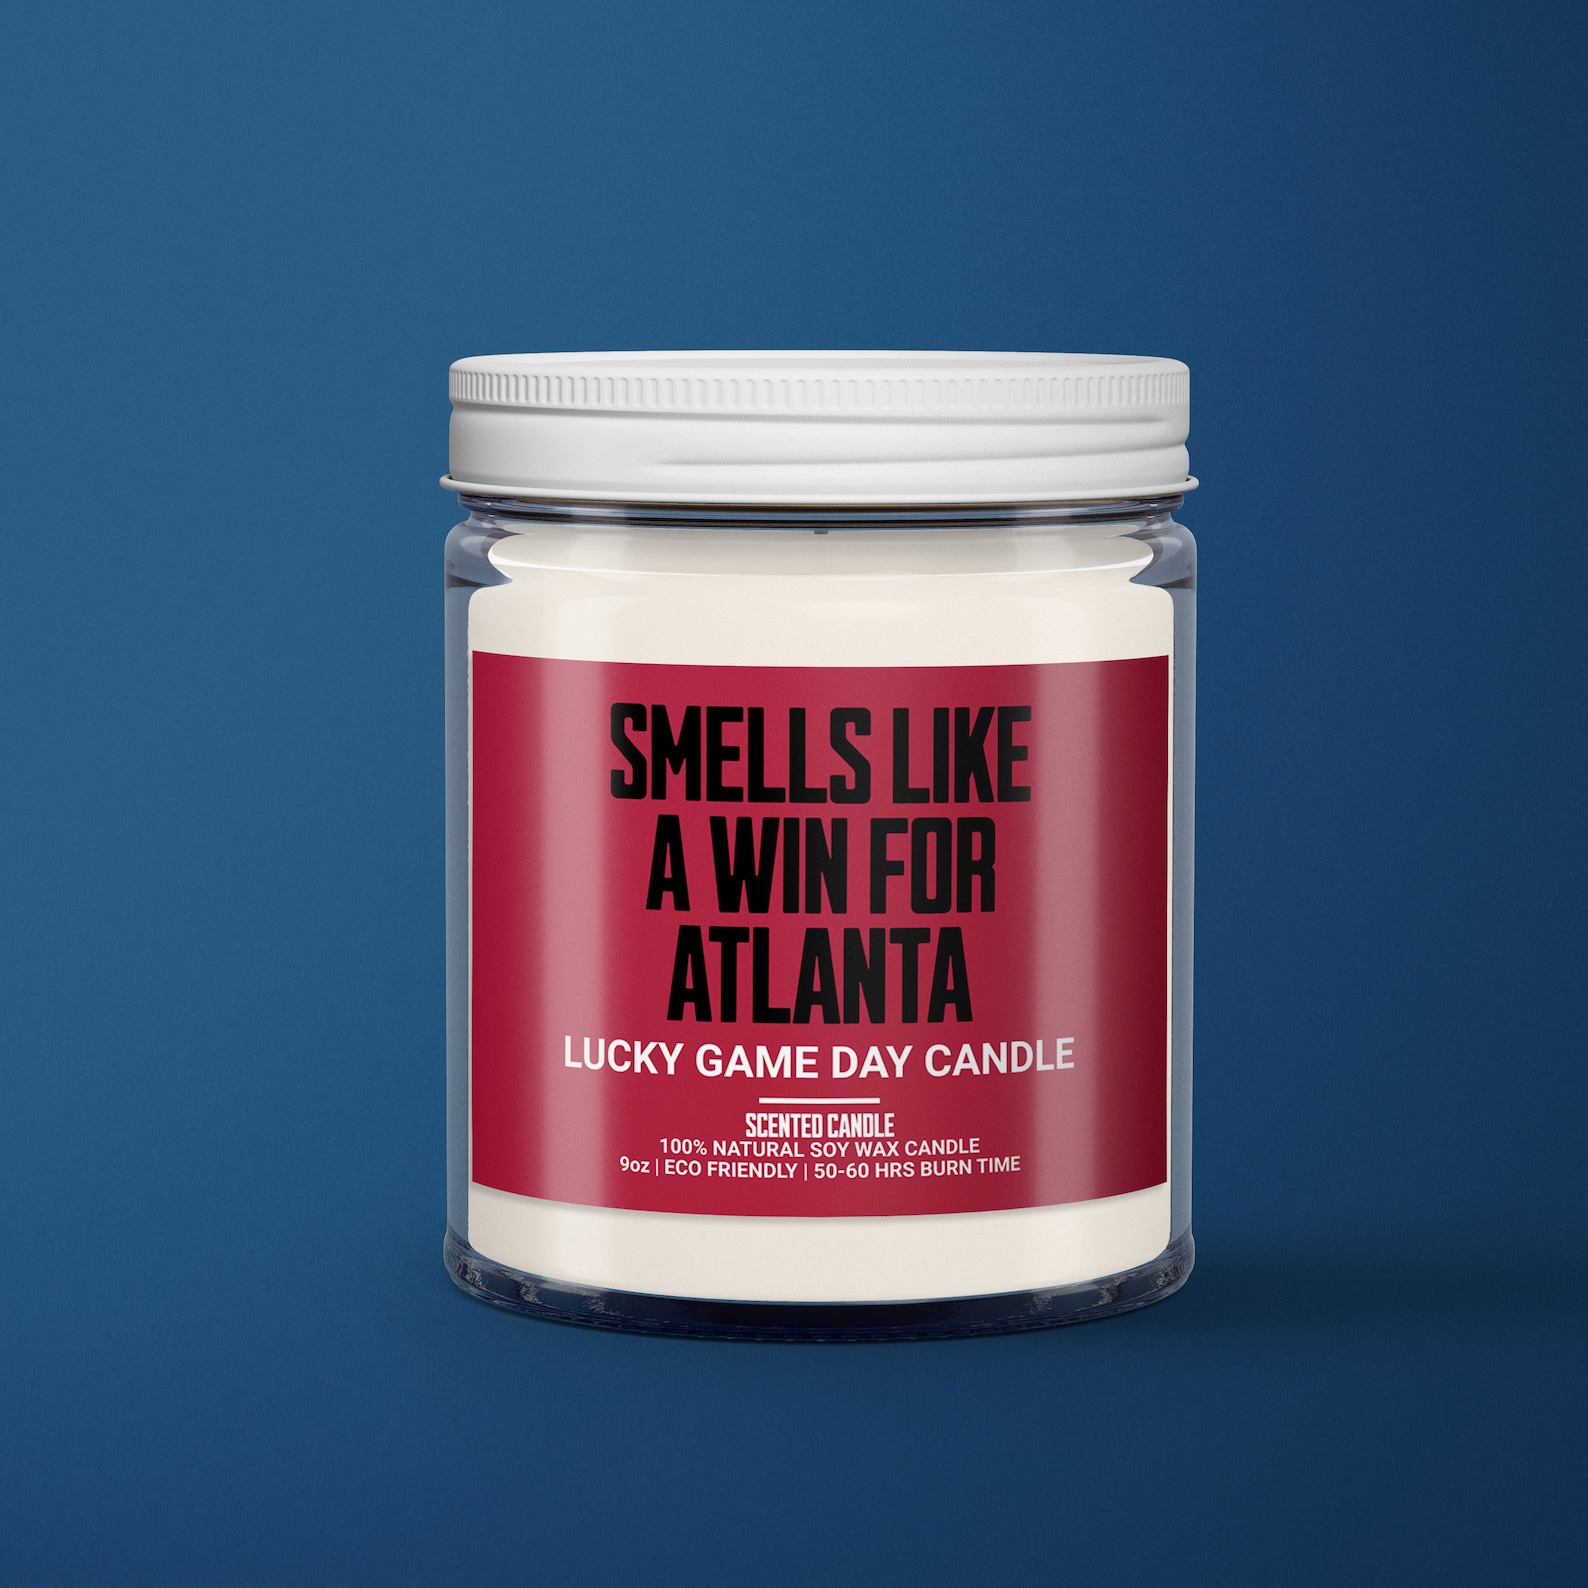 SMELLS LIKE
A WIN FOR
ATLANTA
LUCKY GAME DAY CANDLE
SCENTED CANDLE
100% NATURAL SOY WAX CANDLE
9oz | ECO FRIENDLY | 50-60 HRS BURN TIME